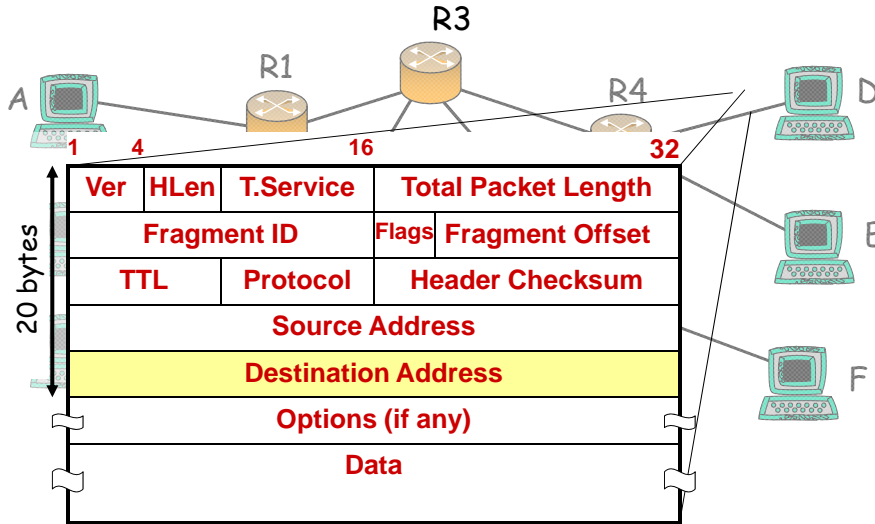 R3
R1
A
R4
D
1 4 16 32
Ver HLen T.Service Total Packet Length
Fragment ID Flags Fragment Offset
TTL Protocol Header Checksum
Source Address
Destination Address
Options (if any)
Data
20 bytes
E
F